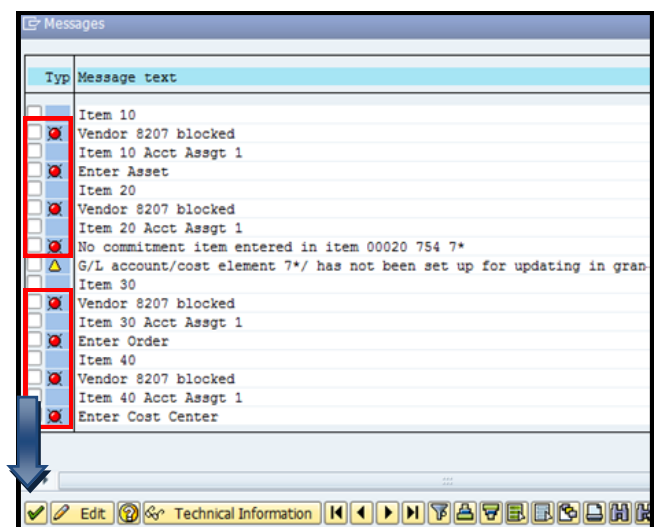 Messages
Typ Message text
Item 10
Vendor 8207 blocked
Item 10 Acct Assgt 1
Enter Asset
Item 20
Vendor 8207 blocked
Item 20 Acct Assgt 1
No commitment item entered in item 00020 754 7*
G/L account/cost element 7*/ has not been set up for updating in gran
Item 30
Vendor 8207 blocked
Item 30 Acct Assgt 1
Enter Order
Item 40
Vendor 8207 blocked
Item 40 Acct Assgt 1
Enter Cost Center
Edit Technical Information